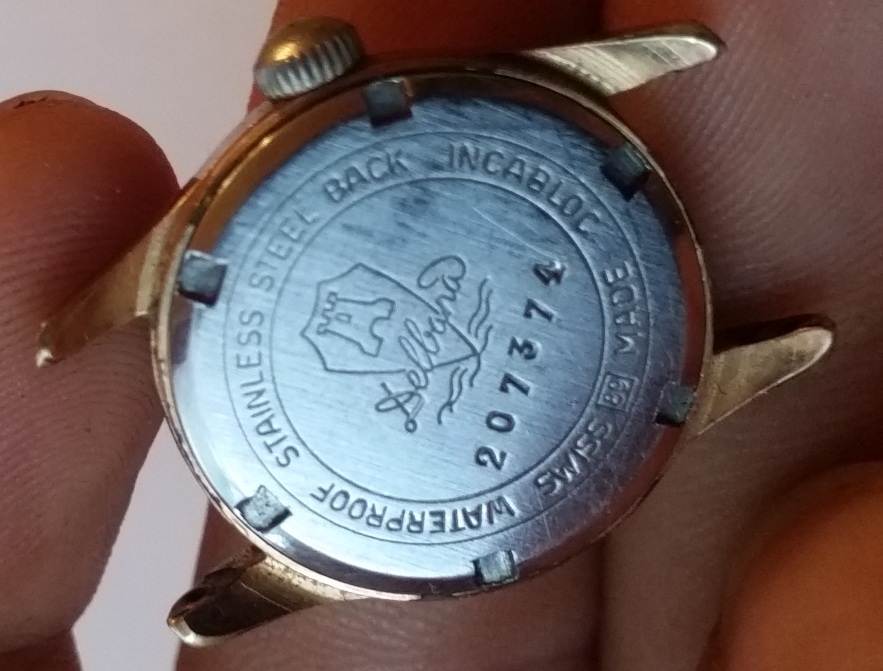 STAINLESS STEEL BACK INCABLOC
WATERPROOF SWISS MADE
Delbana
207374